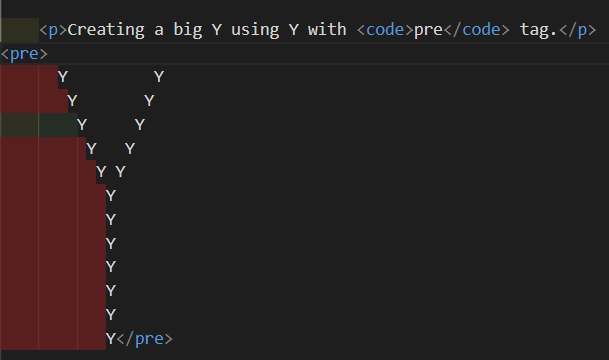 <p>Creating a big Y using Y with <code>pre</code> tag.</p>
<pre>
      Y         Y
       Y       Y
        Y     Y
         Y   Y
          Y Y
           Y
           Y
           Y
           Y
           Y
           Y
           Y</pre>